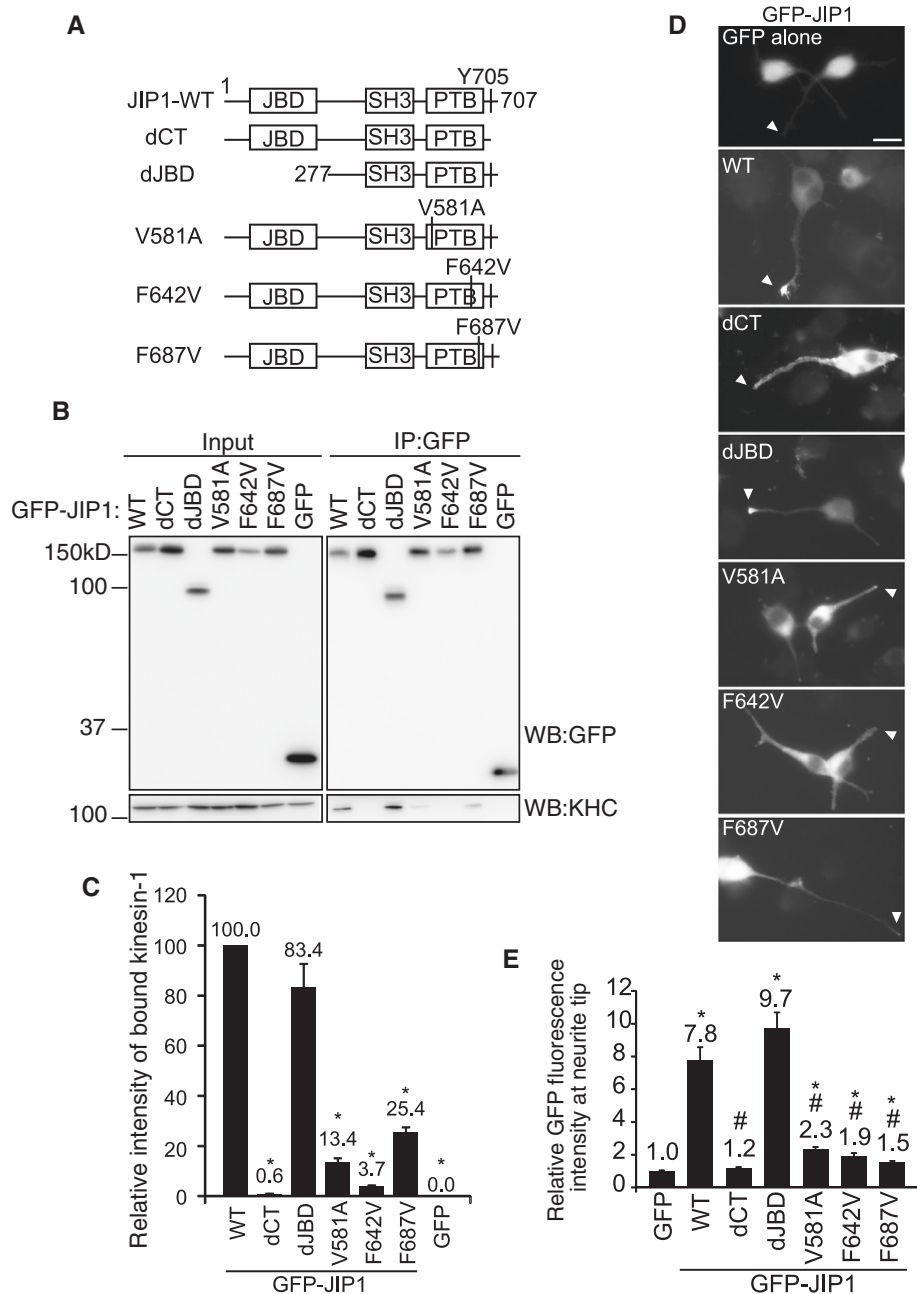 A
1
Y705
JIP1-WT
JBD
SH3
PTB
707
dCT
JBD
SH3
PTB
dJBD
277
SH3
PTB
V581A
V581A
JBD
SH3
PTB
F642V
F642V
JBD
SH3
PTB
F687V
F687V
JBD
SH3
PTB
B
Input
IP:GFP
GFP-JIP1:
WT
dCT
dJBD
V581A
F642V
F687V
GFP
WT
dCT
dJBD
V581A
F642V
F687V
GFP
150kD
100
37
WB:GFP
100
WB:KHC
C
Relative intensity of bound kinesin-1
120
100
80
60
40
20
0
100.0
*
0.6
83.4
*
13.4
*
3.7
*
25.4
*
0.0
WT
dCT
dJBD
V581A
F642V
F687V
GFP
GFP-JIP1
D
GFP-JIP1
GFP alone
WT
dCT
dJBD
V581A
F642V
F687V
E
Relative GFP fluorescence
intensity at neurite tip
12
10
8
6
4
2
0
1.0
*
7.8
#
1.2
*
9.7
*
#
2.3
*
#
1.9
*
#
1.5
GFP
WT
dCT
dJBD
V581A
F642V
F687V
GFP-JIP1